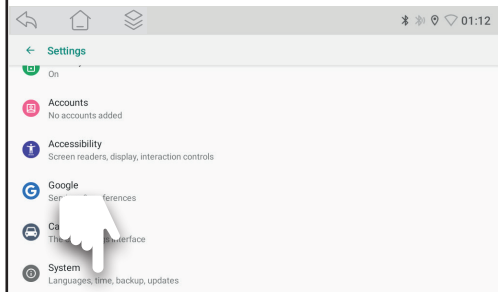 01:12
Settings
On
Accounts
No accounts added
Accessibility
Screen readers, display, interaction controls
Google
System
Languages, time, backup, updates